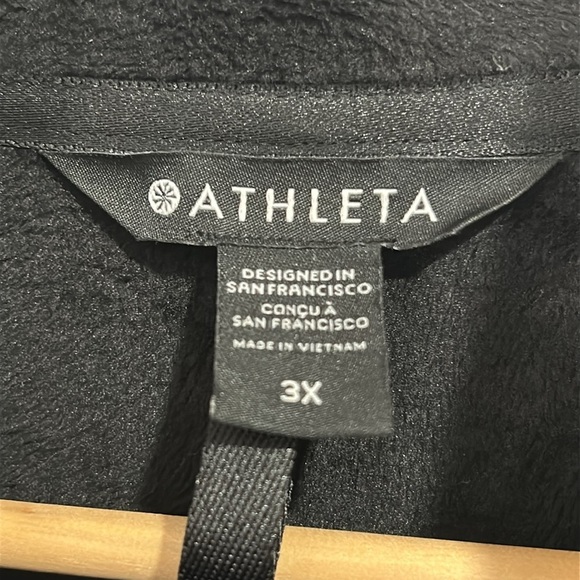 ATHLETA
DESIGNED IN
SAN FRANCISCO
CONÇU À
SAN FRANCISCO
MADE IN VIETNAM
3X